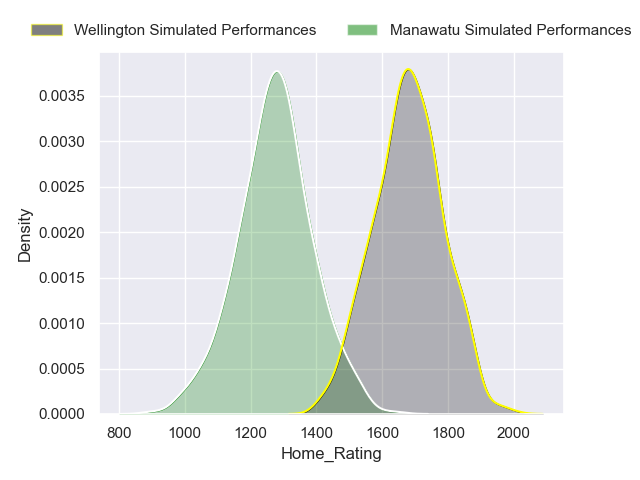 Wellington Simulated Performances Manawatu Simulated Performances
0.0035
0.0030
0.0025
0.0020
0.0015
0.0010
0.0005
0.0000
Density
800 1000 1200 1400 1600 1800 2000
Home_Rating